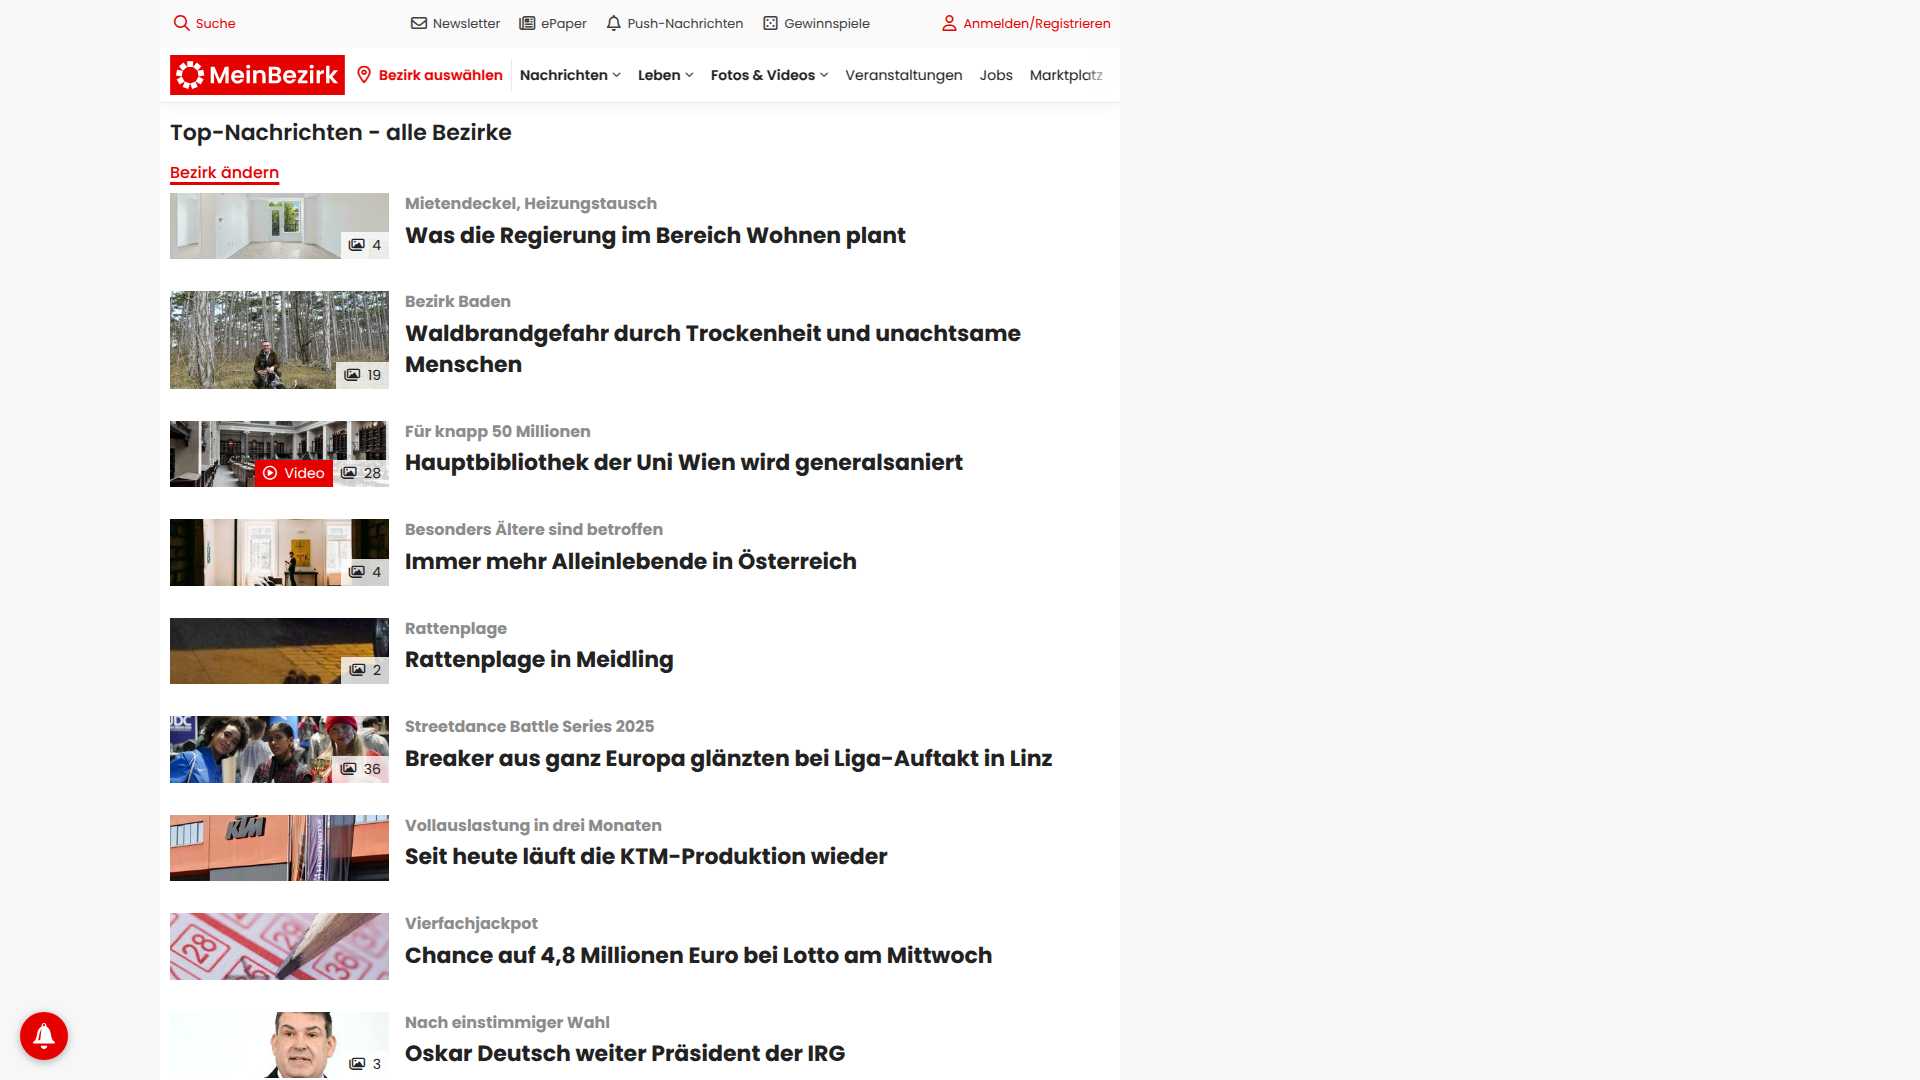 Suche
Newsletter
ePaper
Push-Nachrichten
Gewinnspiele
Anmelden/Registrieren
MeinBezirk
Bezirk auswählen
Nachrichten
Leben
Fotos & Videos
Veranstaltungen
Jobs
Marktplatz
Top-Nachrichten - alle Bezirke
Bezirk ändern
4
Mietendeckel, Heizungstausch
Was die Regierung im Bereich Wohnen plant
19
Bezirk Baden
Waldbrandgefahr durch Trockenheit und unachtsame
Menschen
Video
28
Für knapp 50 Millionen
Hauptbibliothek der Uni Wien wird generalsaniert
4
Besonders Ältere sind betroffen
Immer mehr Alleinlebende in Österreich
2
Rattenplage
Rattenplage in Meidling
36
Streetdance Battle Series 2025
Breaker aus ganz Europa glänzten bei Liga-Auftakt in Linz
KTM
Vollauslastung in drei Monaten
Seit heute läuft die KTM-Produktion wieder
28
29
36
Vierfachjackpot
Chance auf 4,8 Millionen Euro bei Lotto am Mittwoch
3
Nach einstimmiger Wahl
Oskar Deutsch weiter Präsident der IRG